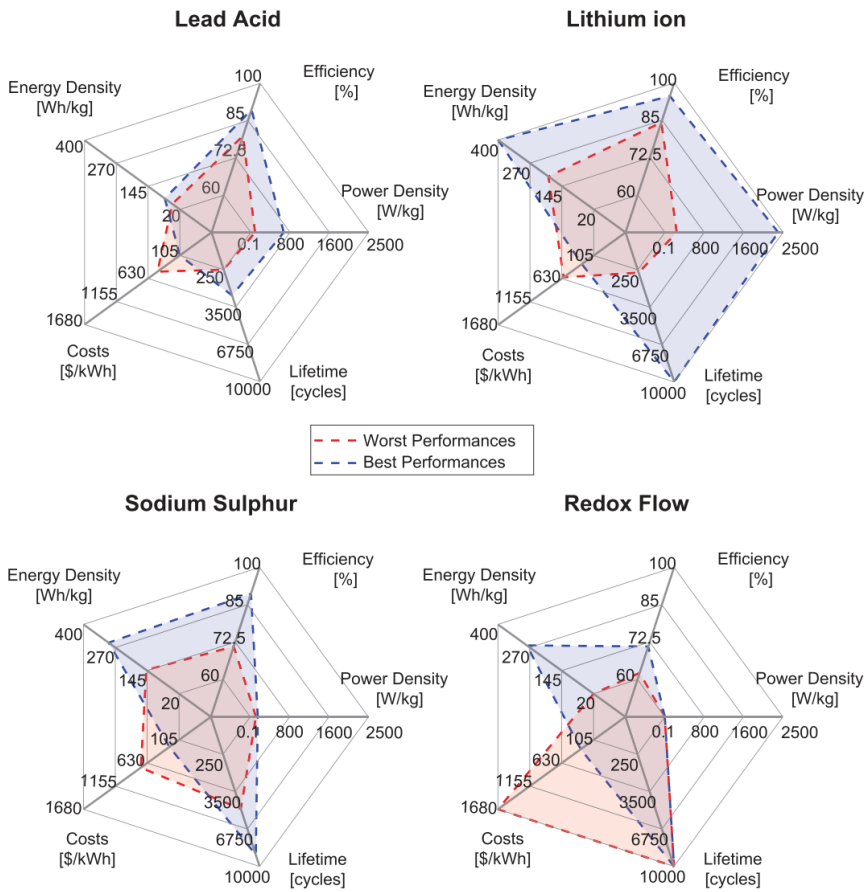 Lead Acid
Lithium ion
100
Efficiency
[%]
Energy Density
[Wh/kg]
85
400
270
72.5
145
60
Power Density
[W/kg]
20
0.1
800
1600
2500
105
250
630
3500
1155
6750
1680
10000
Costs
[$/kWh]
Lifetime
[cycles]
100
Efficiency
[%]
Energy Density
[Wh/kg]
85
400
270
72.5
145
60
Power Density
[W/kg]
20
0.1
800
1600
2500
105
250
630
3500
1155
6750
1680
10000
Costs
[$/kWh]
Lifetime
[cycles]
Worst Performances
Best Performances
Sodium Sulphur
Redox Flow
100
Efficiency
[%]
Energy Density
[Wh/kg]
85
400
270
72.5
145
60
Power Density
[W/kg]
20
0.1
800
1600
2500
105
250
630
3500
1155
6750
1680
10000
Costs
[$/kWh]
Lifetime
[cycles]
100
Efficiency
[%]
Energy Density
[Wh/kg]
85
400
270
72.5
145
60
Power Density
[W/kg]
20
0.1
800
1600
2500
105
250
630
3500
1155
6750
1680
10000
Costs
[$/kWh]
Lifetime
[cycles]